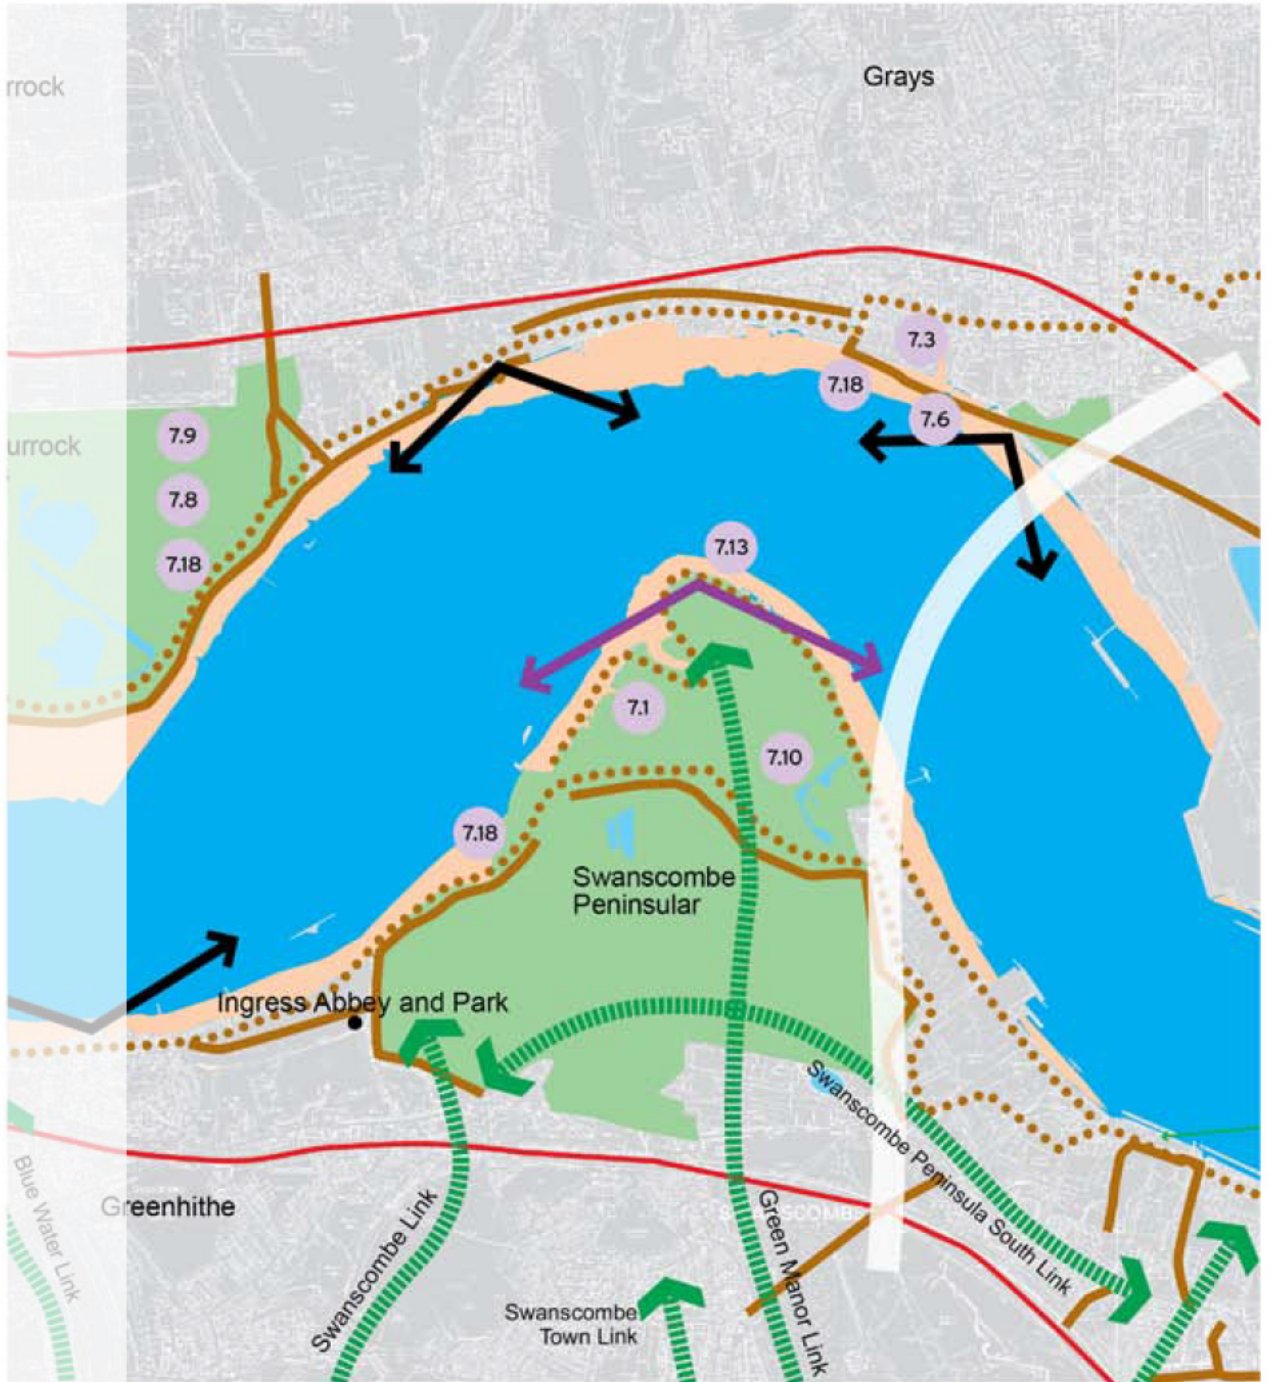 rrock
Grays
7.3
7.18
7.6
7.9
urrock
7.8
7.18
7.13
7.1
7.10
7.18
Swanscombe
Peninsular
Ingress Abbey and Park
Swanscombe Peninsula South Link
Blue Water Link
Greenhithe
Swanscombe Link
Green Manor Link
SWANSCOMBE
Swanscombe
Town Link